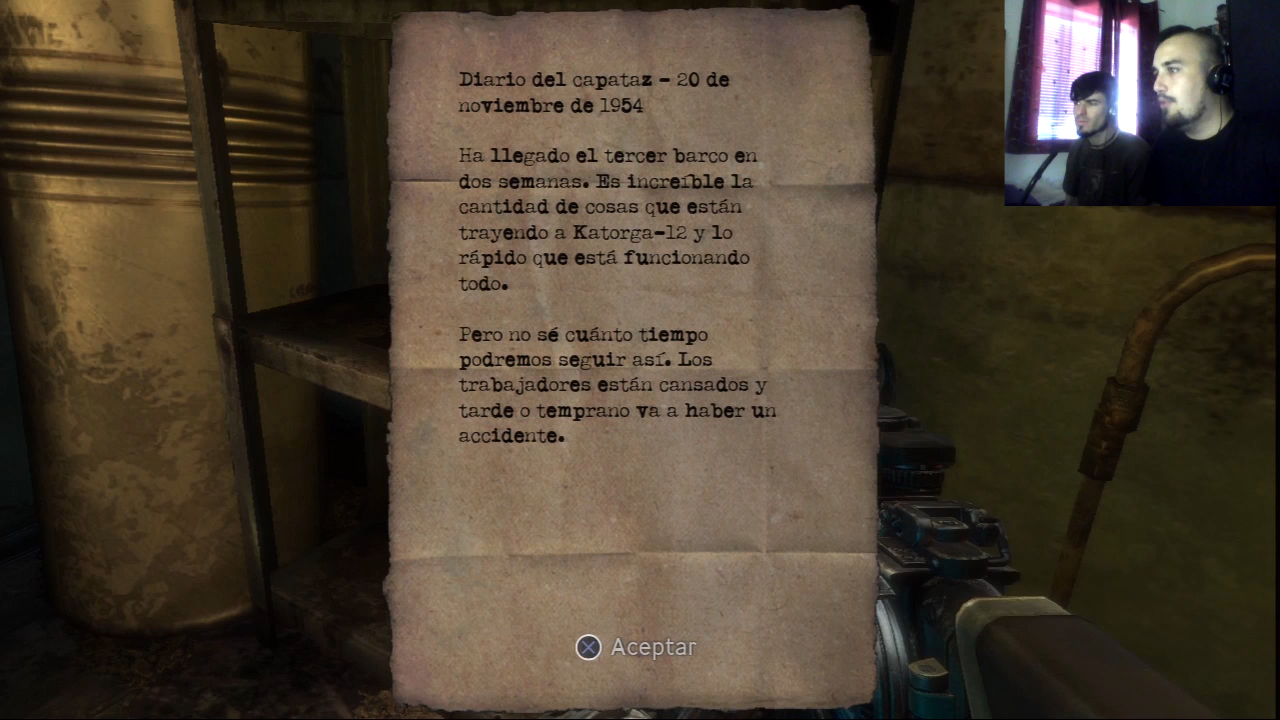 Diario del capataz - 20 de
noviembre de 1954
Ha llegado el tercer barco en
dos semanas. Es increíble la
cantidad de cosas que están
trayendo a Katorga-12 y lo
rápido que está funcionando
todo.
Pero no sé cuánto tiempo
podremos seguir así. Los
trabajadores están cansados y
tarde o temprano va a haber un
accidente.
Aceptar